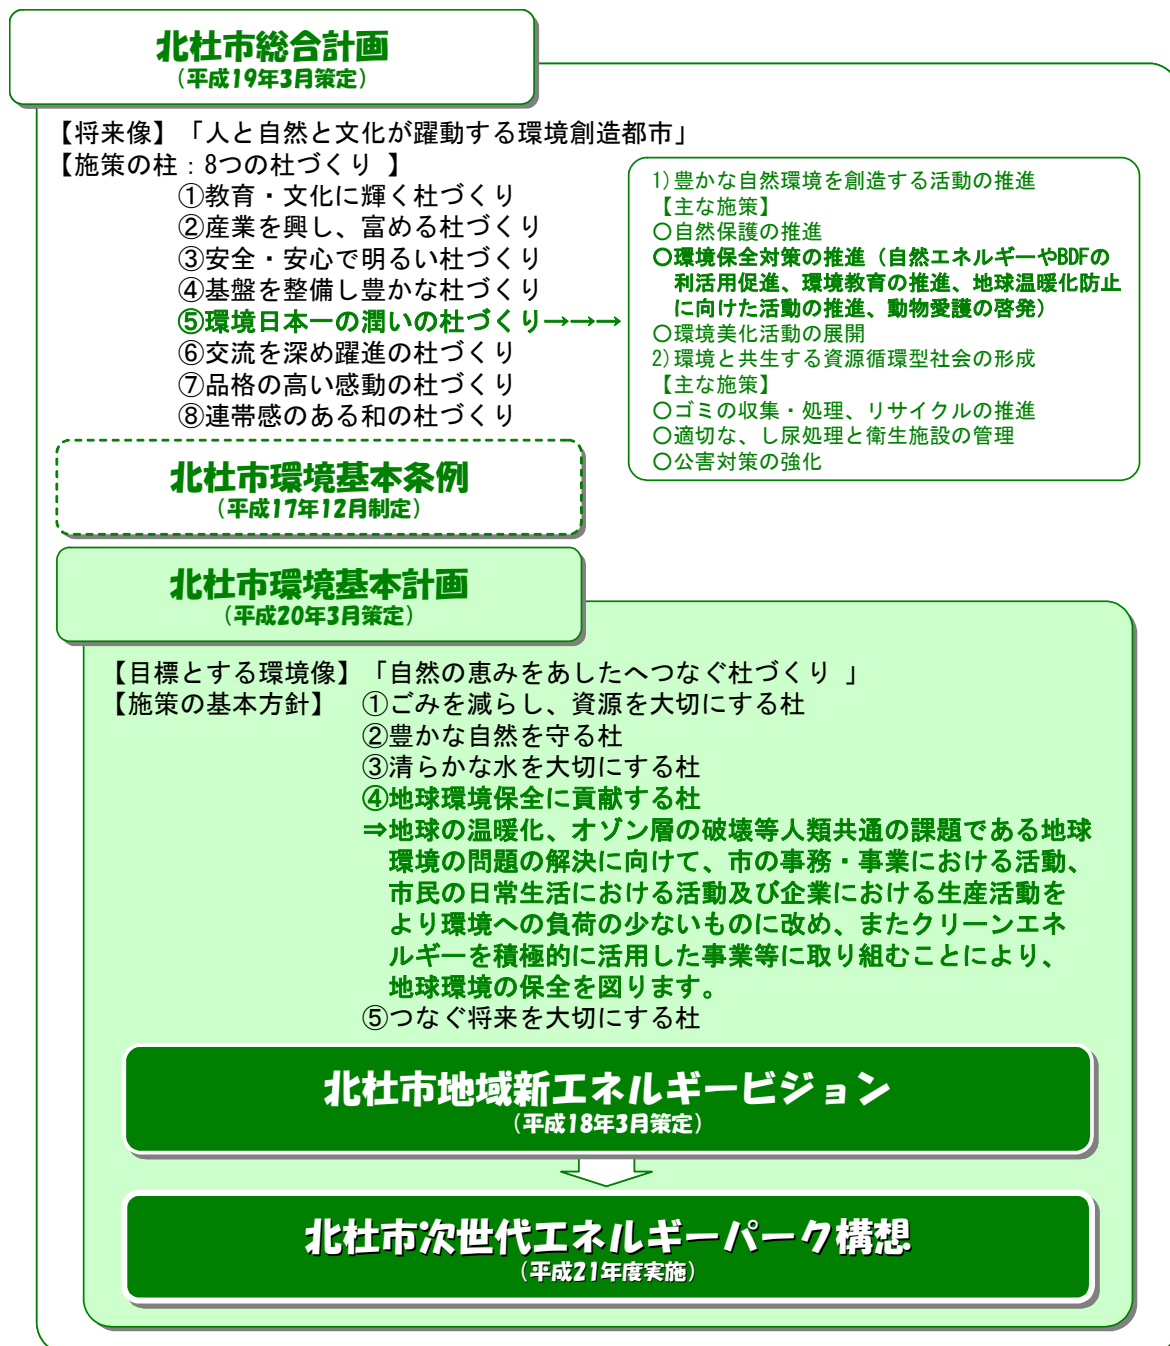 北杜市総合計画
（平成19年3月策定）
【将来像】「人と自然と文化が躍動する環境創造都市」
【施策の柱：8つの杜づくり 】
①教育・文化に輝く杜づくり
②産業を興し、富める杜づくり
③安全・安心で明るい杜づくり
④基盤を整備し豊かな杜づくり
⑤環境日本一の潤いの杜づくり→→→
⑥交流を深め躍進の杜づくり
⑦品格の高い感動の杜づくり
⑧連帯感のある和の杜づくり
1)豊かな自然環境を創造する活動の推進
【主な施策】
○自然保護の推進
○環境保全対策の推進（自然エネルギーやBDFの
利活用促進、環境教育の推進、地球温暖化防止
に向けた活動の推進、動物愛護の啓発）
○環境美化活動の展開
2)環境と共生する資源循環型社会の形成
【主な施策】
○ゴミの収集・処理、リサイクルの推進
○適切な、し尿処理と衛生施設の管理
○公害対策の強化
北杜市環境基本条例
（平成17年12月制定）
北杜市環境基本計画
（平成20年3月策定）
【目標とする環境像】「自然の恵みをあしたへつなぐ杜づくり 」
【施策の基本方針】 ①ごみを減らし、資源を大切にする杜
②豊かな自然を守る杜
③清らかな水を大切にする杜
④地球環境保全に貢献する杜
⇒地球の温暖化、オゾン層の破壊等人類共通の課題である地球
環境の問題の解決に向けて、市の事務・事業における活動、
市民の日常生活における活動及び企業における生産活動を
より環境への負荷の少ないものに改め、またクリーンエネ
ルギーを積極的に活用した事業等に取り組むことにより、
地球環境の保全を図ります。
⑤つなぐ将来を大切にする杜
北杜市地域新エネルギービジョン
（平成18年3月策定）
北杜市次世代エネルギーパーク構想
（平成21年度実施）